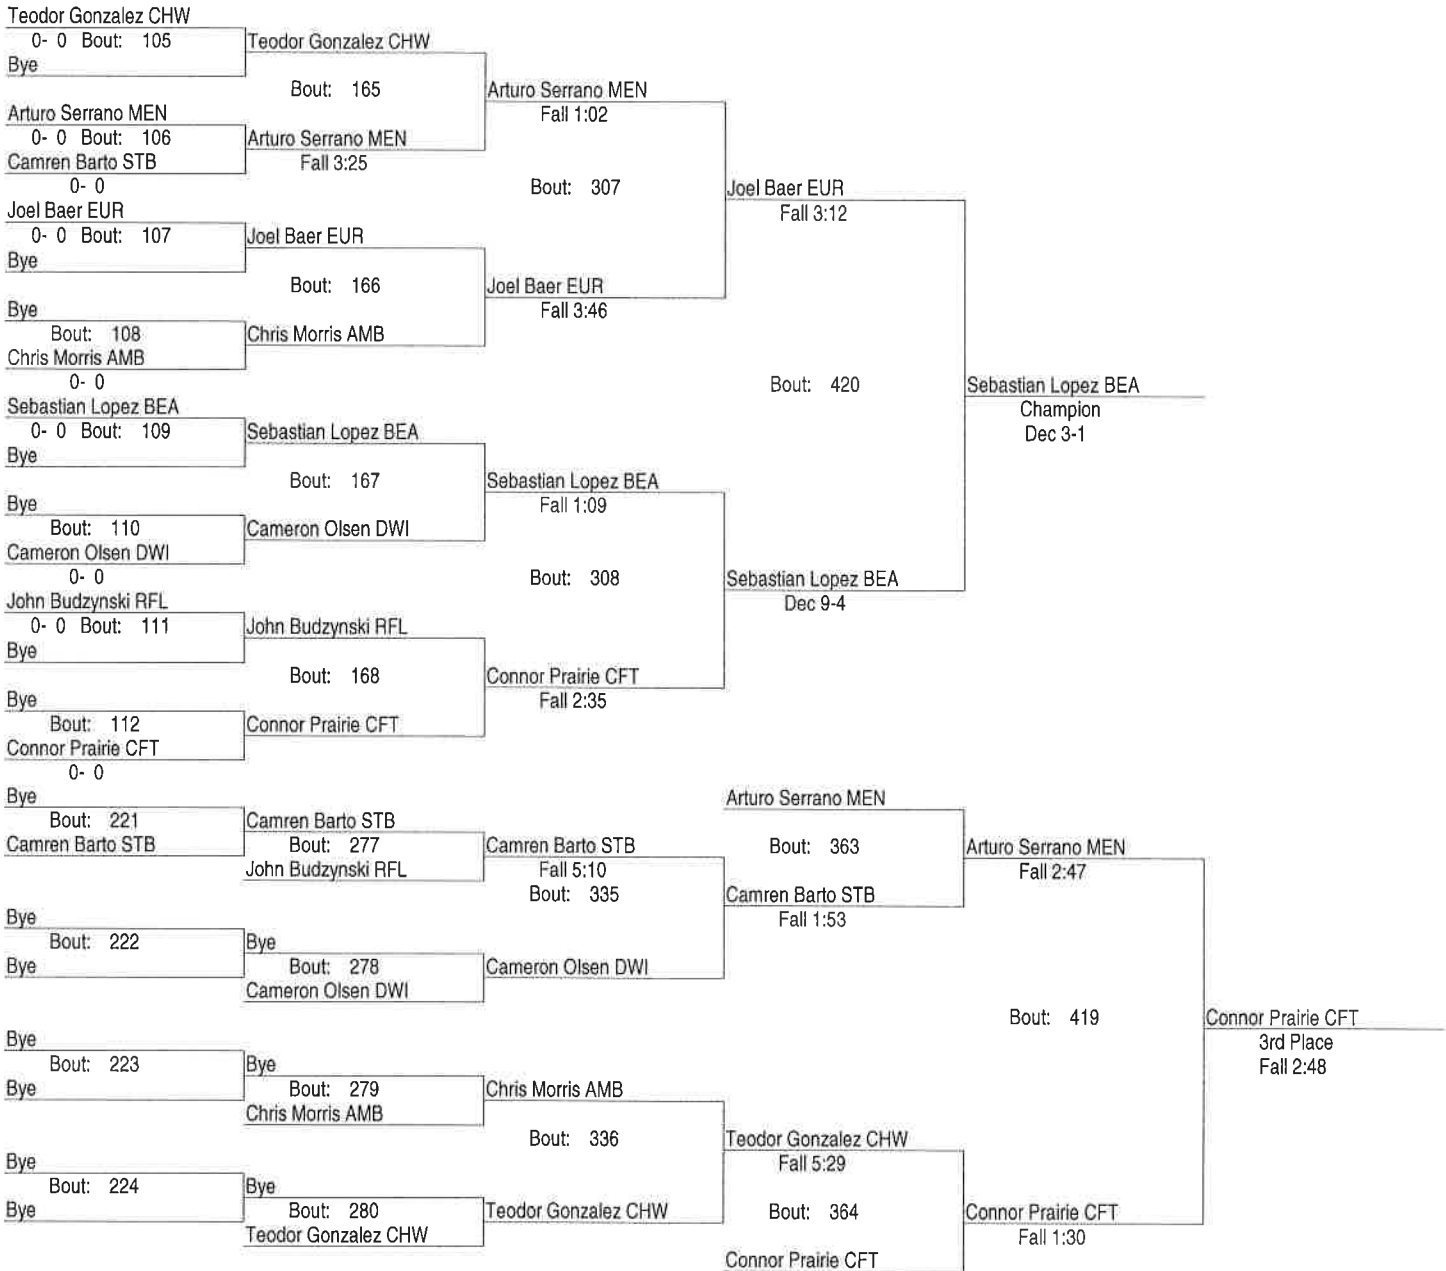 Teodor Gonzalez CHW
0- 0 Bout: 105
Bye
Teodor Gonzalez CHW
Bout: 165
Arturo Serrano MEN
0- 0 Bout: 106
Camren Barto STB
0- 0
Arturo Serrano MEN
Fall 3:25
Arturo Serrano MEN
Fall 1:02
Bout: 307
Joel Baer EUR
0- 0 Bout: 107
Bye
Joel Baer EUR
Bout: 166
Bye
Bout: 108
Chris Morris AMB
0- 0
Chris Morris AMB
Joel Baer EUR
Fall 3:46
Joel Baer EUR
Fall 3:12
Bout: 420
Sebastian Lopez BEA
0- 0 Bout: 109
Bye
Sebastian Lopez BEA
Bout: 167
Bye
Bout: 110
Cameron Olsen DWI
0- 0
Cameron Olsen DWI
Sebastian Lopez BEA
Fall 1:09
Bout: 308
John Budzynski RFL
0- 0 Bout: 111
Bye
John Budzynski RFL
Bout: 168
Bye
Bout: 112
Connor Prairie CFT
0- 0
Connor Prairie CFT
Connor Prairie CFT
Fall 2:35
Sebastian Lopez BEA
Dec 9-4
Sebastian Lopez BEA
Champion
Dec 3-1
Bye
Bout: 221
Camren Barto STB
Camren Barto STB
Bout: 277
John Budzynski RFL
Camren Barto STB
Fall 5:10
Bout: 335
Bye
Bout: 222
Bye
Bye
Bout: 278
Cameron Olsen DWI
Cameron Olsen DWI
Arturo Serrano MEN
Bout: 363
Camren Barto STB
Fall 1:53
Arturo Serrano MEN
Fall 2:47
Bout: 419
Bye
Bout: 223
Bye
Bye
Bout: 279
Chris Morris AMB
Chris Morris AMB
Bout: 336
Bye
Bout: 224
Bye
Bye
Bout: 280
Teodor Gonzalez CHW
Teodor Gonzalez CHW
Teodor Gonzalez CHW
Fall 5:29
Bout: 364
Connor Prairie CFT
Connor Prairie CFT
Fall 1:30
Connor Prairie CFT
3rd Place
Fall 2:48